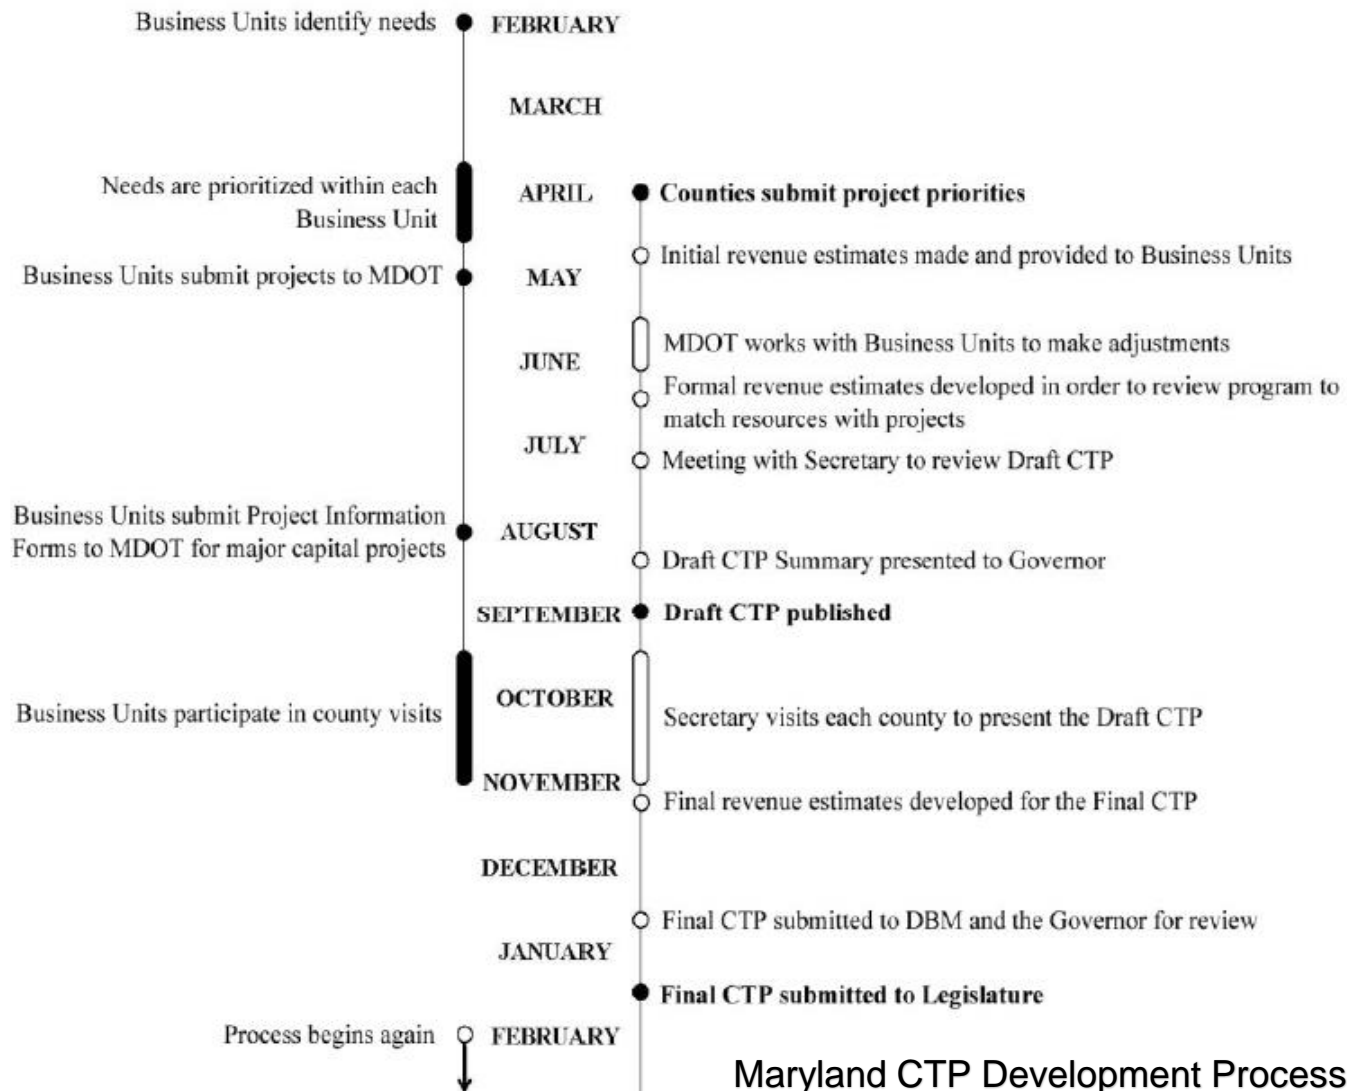 Business Units identify needs
FEBRUARY
MARCH
Needs are prioritized within each
Business Unit
APRIL
Counties submit project priorities
Initial revenue estimates made and provided to Business Units
Business Units submit projects to MDOT
MAY
MDOT works with Business Units to make adjustments
JUNE
Formal revenue estimates developed in order to review program to
match resources with projects
JULY
Meeting with Secretary to review Draft CTP
Business Units submit Project Information
Forms to MDOT for major capital projects
AUGUST
Draft CTP Summary presented to Governor
SEPTEMBER
Draft CTP published
Business Units participate in county visits
OCTOBER
Secretary visits each county to present the Draft CTP
NOVEMBER
Final revenue estimates developed for the Final CTP
DECEMBER
Final CTP submitted to DBM and the Governor for review
JANUARY
Final CTP submitted to Legislature
Process begins again
FEBRUARY
Maryland CTP Development Process